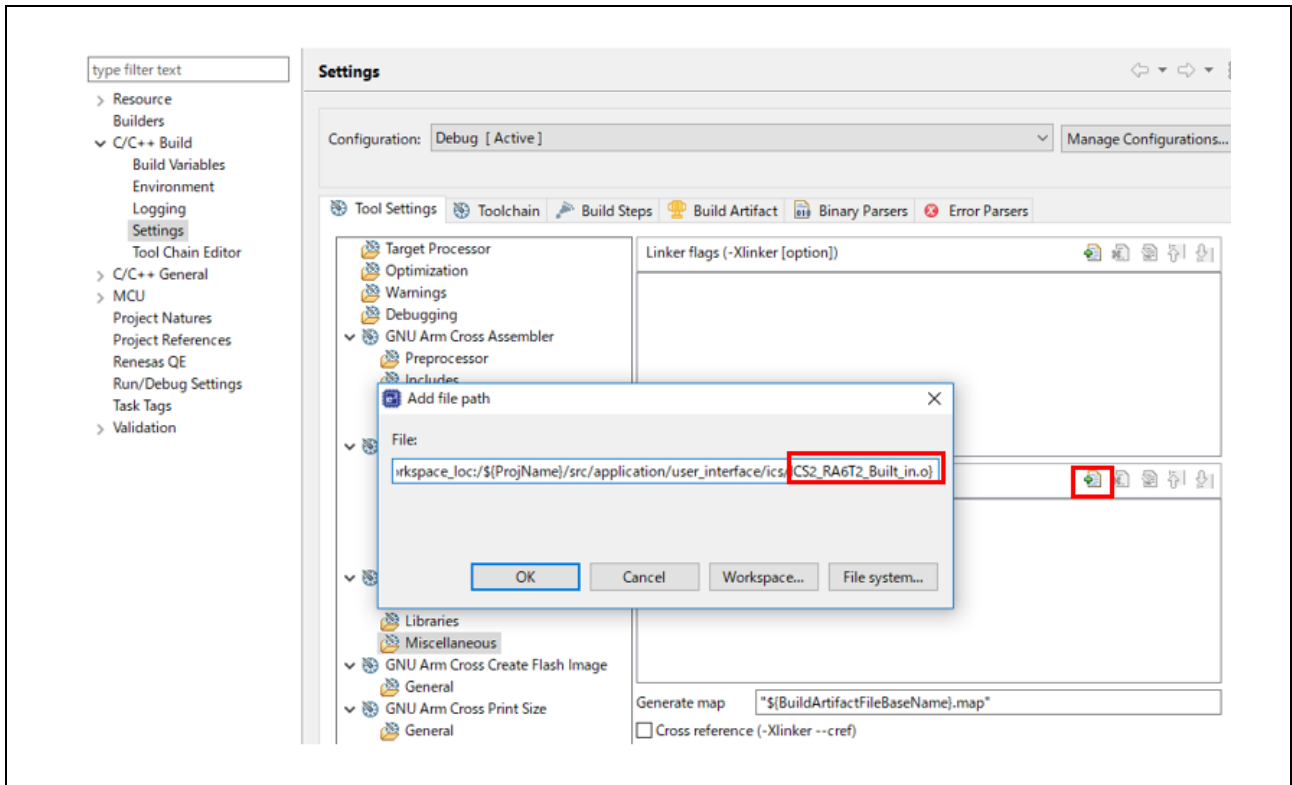 type filter text
Resource
Builders
C/C++ Build
Build Variables
Environment
Logging
Settings
Tool Chain Editor
C/C++ General
MCU
Project Natures
Project References
Renesas QE
Run/Debug Settings
Task Tags
Validation
Settings
Configuration: Debug [ Active ] Manage Configurations...
Tool Settings Toolchain Build Steps Build Artifact Binary Parsers Error Parsers
Target Processor
Optimization
Warnings
Debugging
GNU Arm Cross Assembler
Preprocessor
Includes
Linker flags (-Xlinker [option])
Add file path
File:
rkspace_loc:/${ProjName}/src/application/user_interface/ics/ICS2_RA6T2_Built_in.o}
OK Cancel Workspace... File system...
Libraries
Miscellaneous
GNU Arm Cross Create Flash Image
General
GNU Arm Cross Print Size
General
Generate map "${BuildArtifactFileBaseName}.map"
Cross reference (-Xlinker --cref)